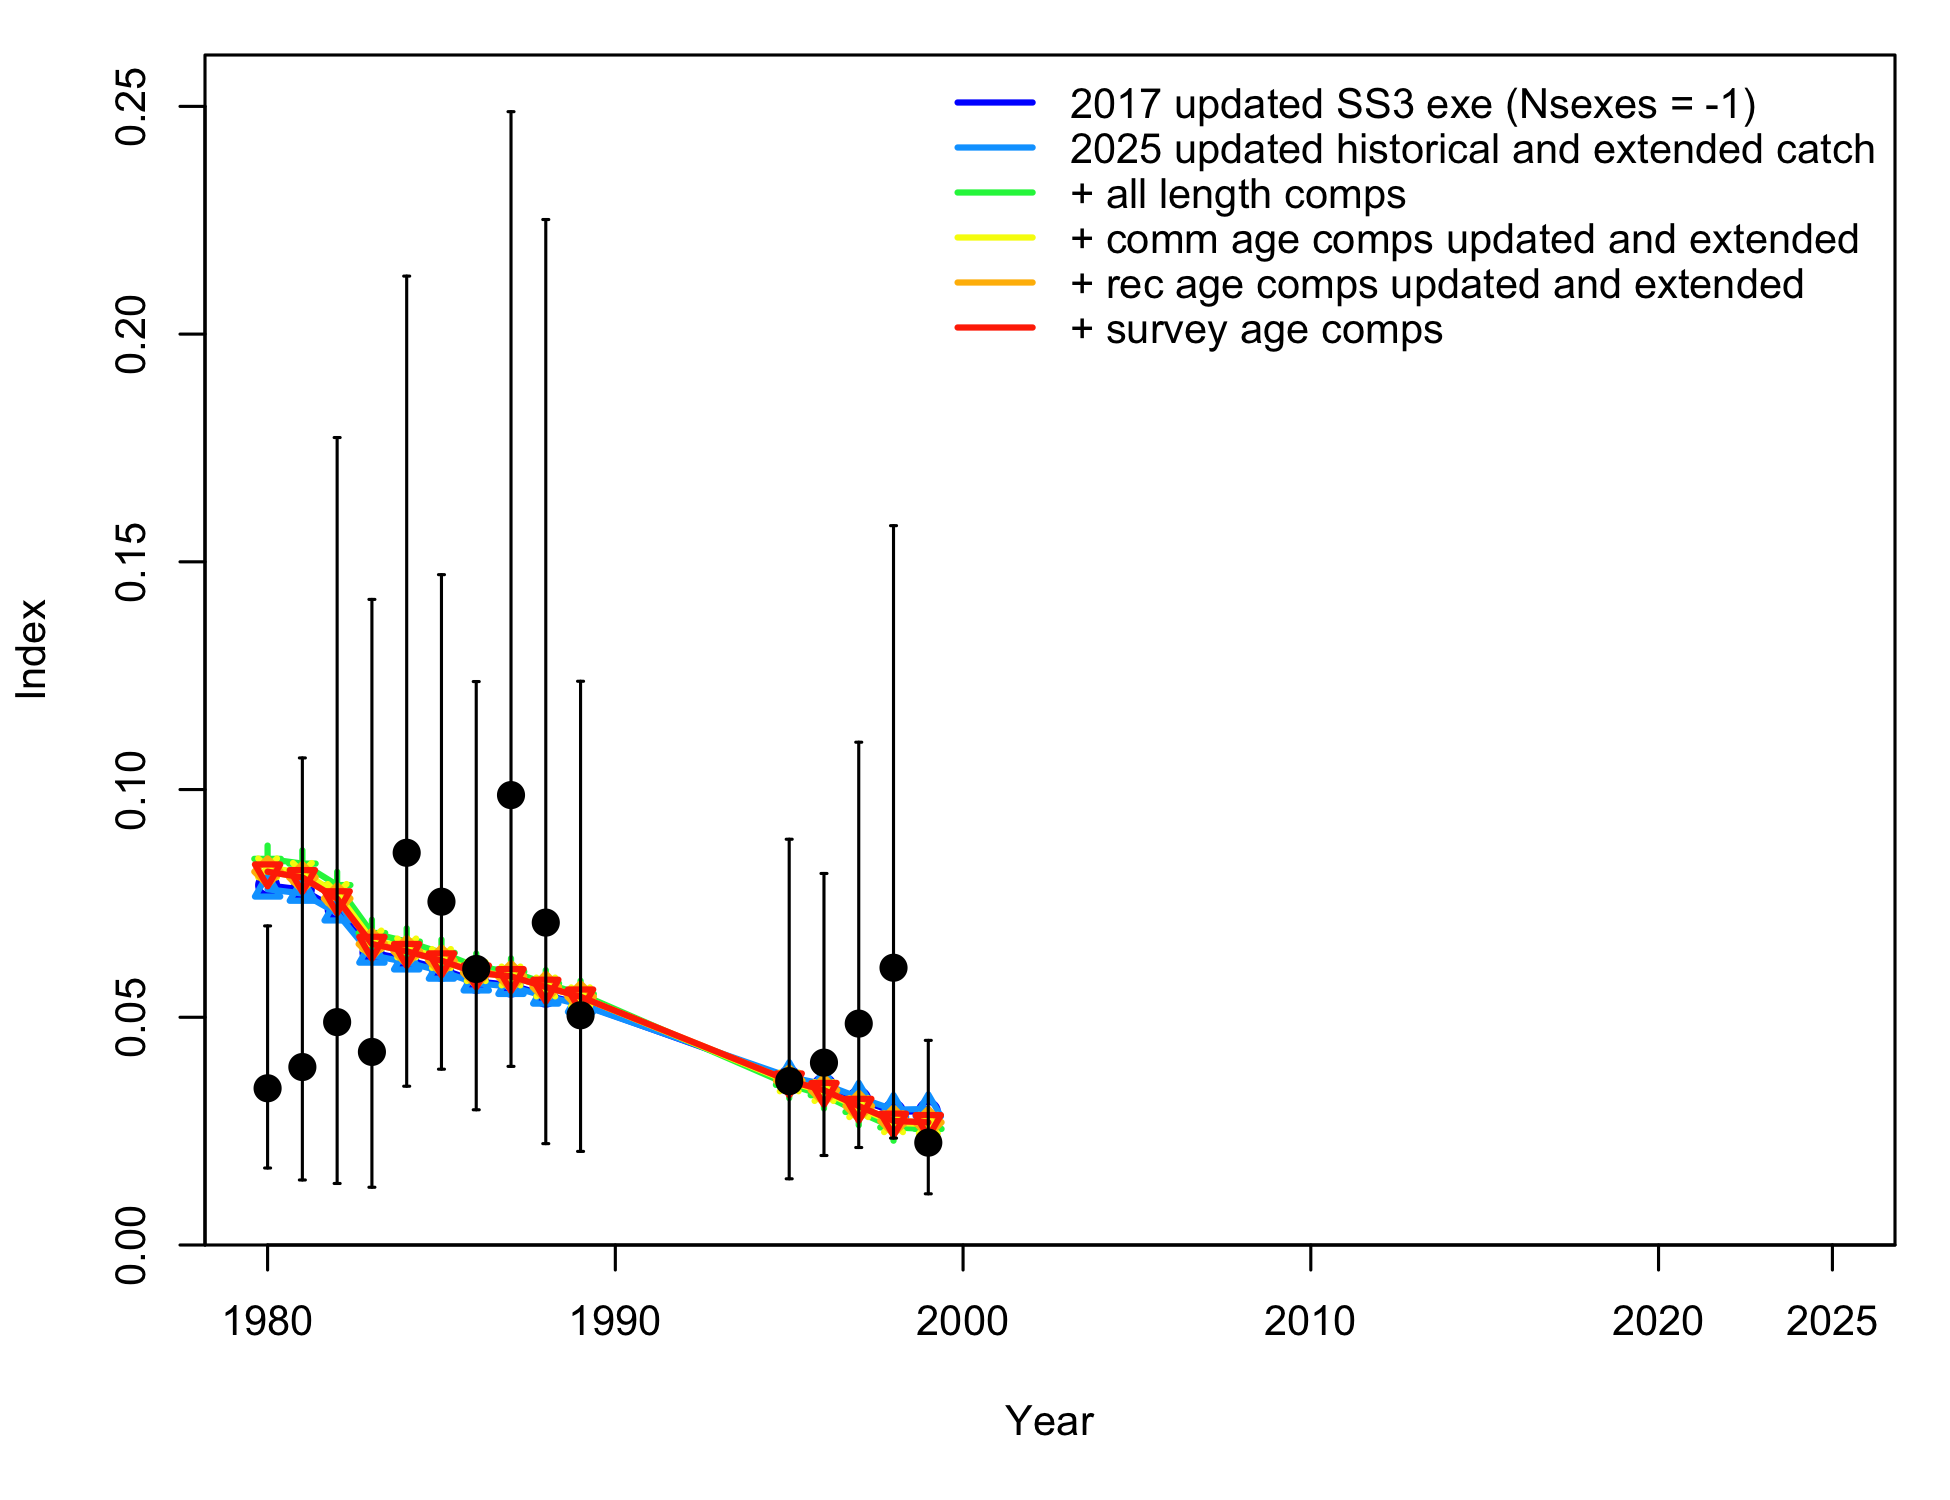 2017 updated SS3 exe (Nsexes = -1)
2025 updated historical and extended catch
+ all length comps
+ comm age comps updated and extended
+ rec age comps updated and extended
+ survey age comps
0.25
0.20
0.15
0.10
0.05
0.00
Index
1980 1990 2000 2010 2020 2025
Year